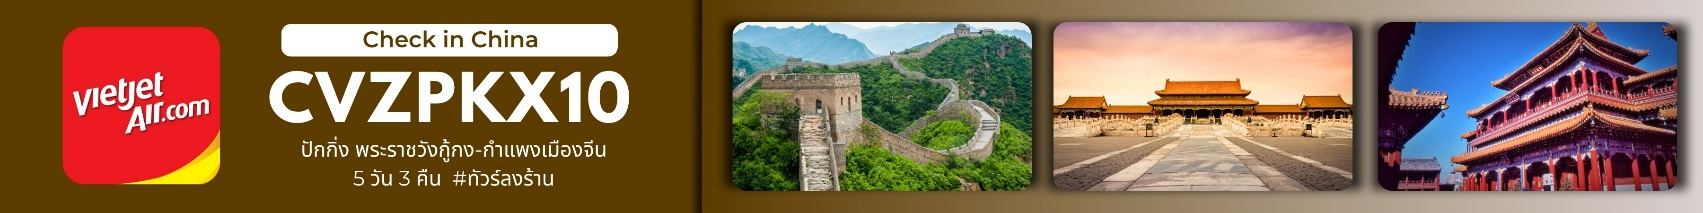 vietjet
Air.com
Check in China
CVZPKX10
ปักกิ่ง พระราชวังกู้กง-กำแพงเมืองจีน
5 วัน 3 คืน #ทัวร์ลงร้าน